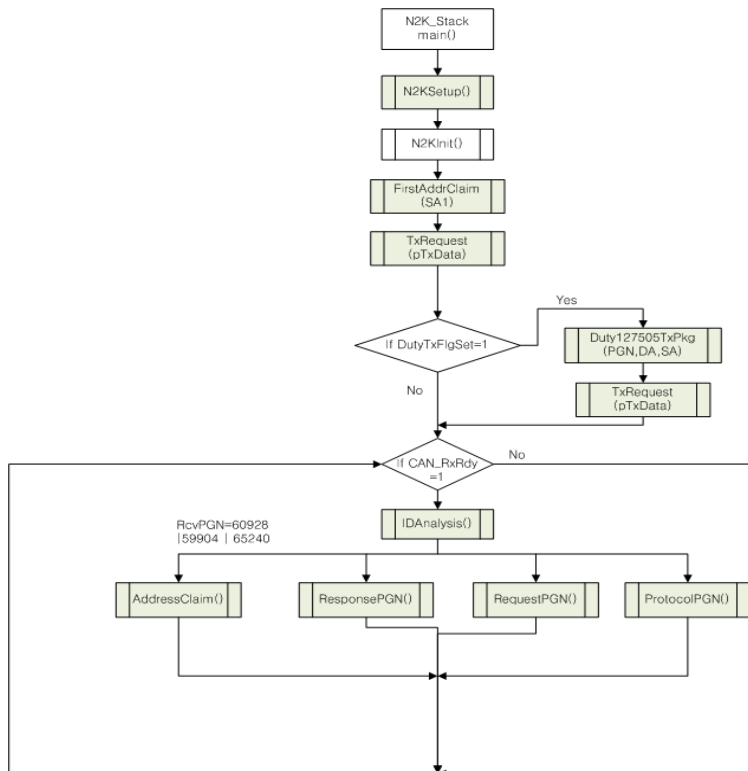 N2K_Stack
main()
N2KSetup()
N2KInit()
FirstAddrClaim
(SA1)
TxRequest
(pTxData)
Yes
If DutyTxFlgSet=1
Duty127505TxPkg
(PGN,DA,SA)
No
TxRequest
(pTxData)
If CAN_RxRdy
=1
No
IDAnalysis()
RcvPGN=60928
|59904 | 65240
AddressClaim()
ResponsePGN()
RequestPGN()
ProtocolPGN()